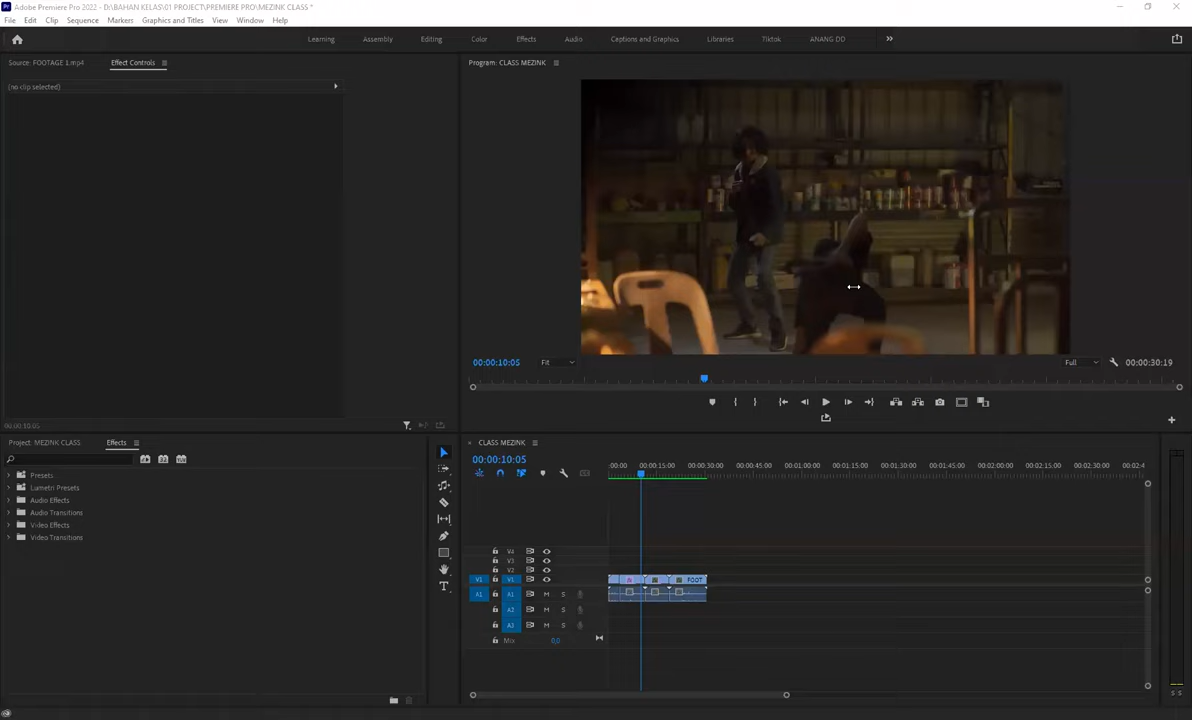 Adobe Premiere Pro 2022 - D:\BAHAN KELAS\01 PROJECT\PREMIERE PRO\MEZINK CLASS *
File Edit Clip Sequence Markers Graphics and Titles View Window Help
Learning Assembly Editing Color Effects Audio Captions and Graphics Libraries Tiktok ANANG DD
Source: FOOTAGE 1.mp4 Effect Controls
Program: CLASS MEZINK
(no clip selected)
00:00:10:05 Fit Full 00:00:30:19
00:00:10:05
Project: MEZINK CLASS Effects
CLASS MEZINK
00:00:10:05
:00:00 00:00:15:00 00:00:30:00 00:00:45:00 00:01:00:00 00:01:15:00 00:01:30:00 00:01:45:00 00:02:00:00 00:02:15:00 00:02:30:00 00:02:4
Presets
Lumetri Presets
Audio Effects
Audio Transitions
Video Effects
Video Transitions
V4
V3
V2
V1 V1 fx FOOT
A1 A1 M S
A2 M S
A3 M S
Mix 0,0
S S